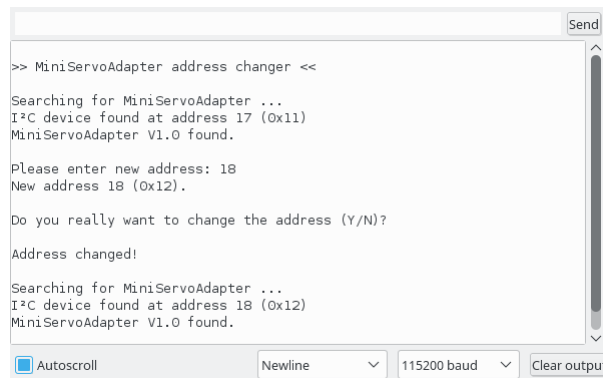 Send
>> MiniServoAdapter address changer <<
Searching for MiniServoAdapter ...
I²C device found at address 17 (0x11)
MiniServoAdapter V1.0 found.
Please enter new address: 18
New address 18 (0x12).
Do you really want to change the address (Y/N)?
Address changed!
Searching for MiniServoAdapter ...
I²C device found at address 18 (0x12)
MiniServoAdapter V1.0 found.
Autoscroll Newline 115200 baud Clear outpu